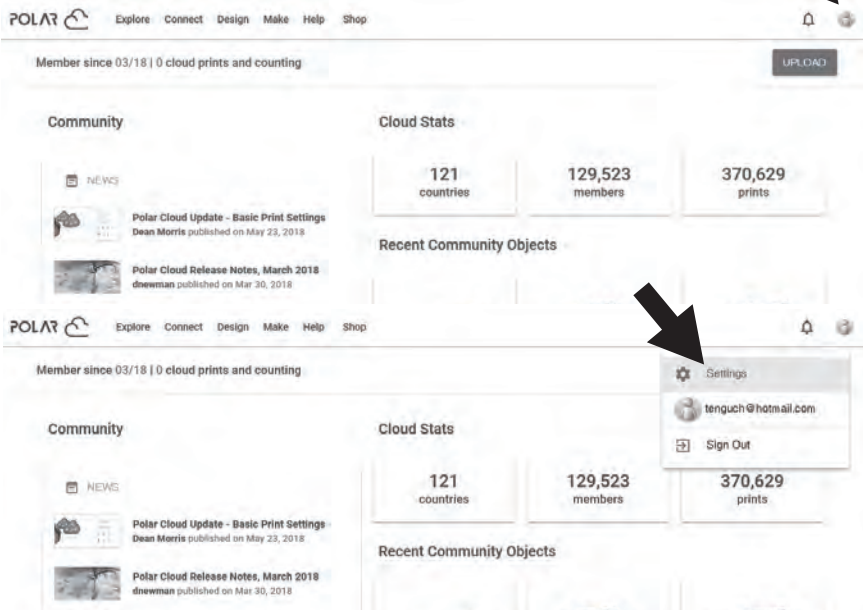 POLAR Explore Connect Design Make Help Shop
Member since 03/18 | 0 cloud prints and counting UPLOAD
Community Cloud Stats
NEWS
121 129,523 370,629
countries members prints
Polar Cloud Update - Basic Print Settings
Dean Morris published on May 23, 2018
Recent Community Objects
Polar Cloud Release Notes, March 2018
dnewman published on Mar 30, 2018
POLAR Explore Connect Design Make Help Shop
Member since 03/18 | 0 cloud prints and counting
Settings
tenguch@hotmail.com
Sign Out
Community Cloud Stats
NEWS
121 129,523 370,629
countries members prints
Polar Cloud Update - Basic Print Settings
Dean Morris published on May 23, 2018
Recent Community Objects
Polar Cloud Release Notes, March 2018
dnewman published on Mar 30, 2018